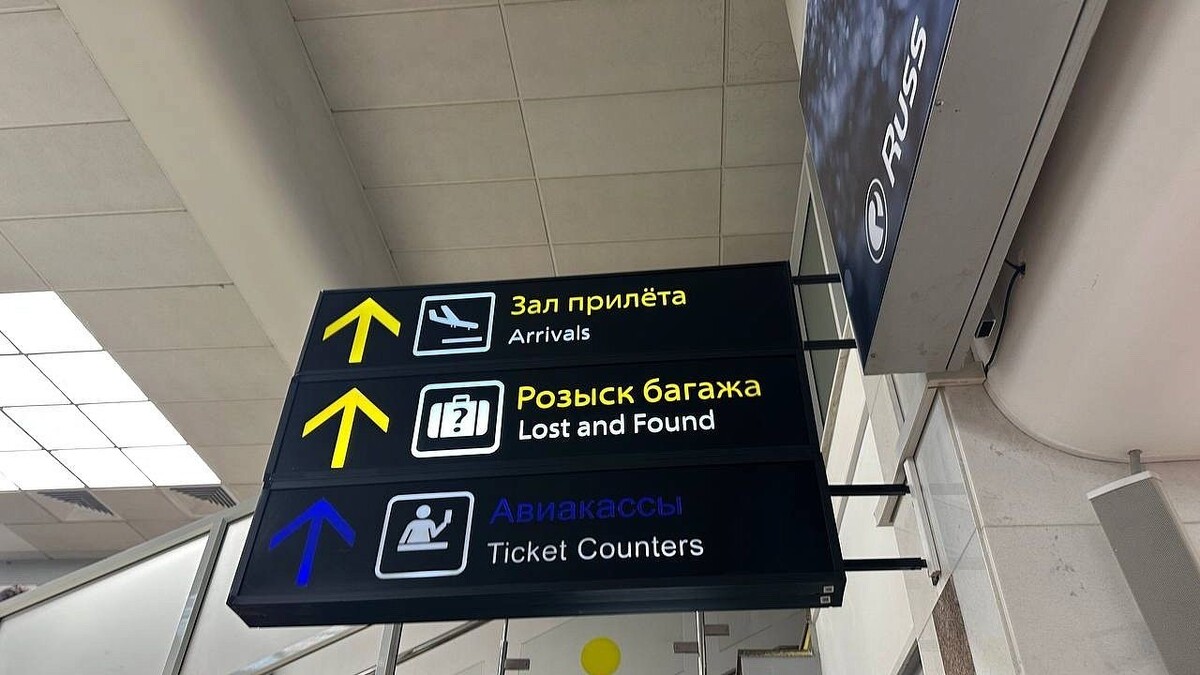 Зал прилёта
Arrivals
Розыск багажа
Lost and Found
Авиакассы
Ticket Counters
RUSS